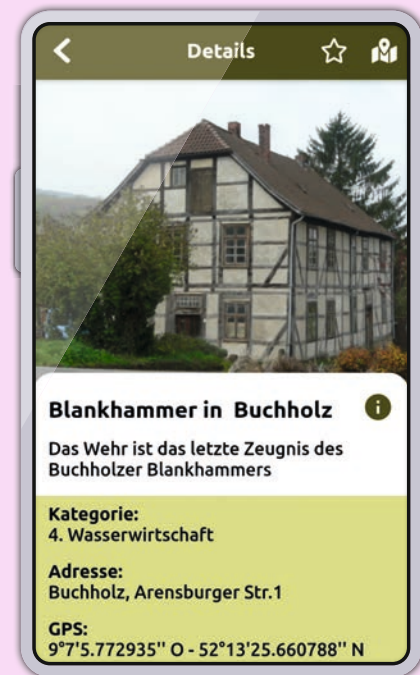 Details
Blankhammer in Buchholz
Das Wehr ist das letzte Zeugnis des
Buchholzer Blankhammers
Kategorie:
4. Wasserwirtschaft
Adresse:
Buchholz, Arensburger Str.1
GPS:
9°7'5.772935'' O - 52°13'25.660788'' N